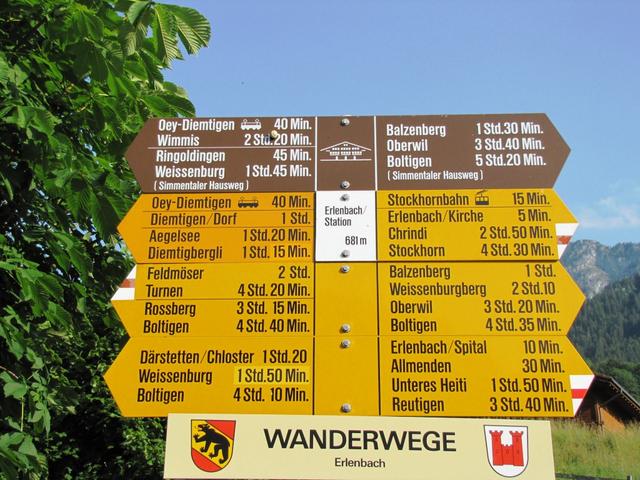 Oey-Diemtigen 40 Min.
Wimmis 2 Std.20 Min.
Ringoldingen 45 Min.
Weissenburg 1 Std.45 Min.
( Simmentaler Hausweg )
Balzenberg 1 Std.30 Min.
Oberwil 3 Std.40 Min.
Boltigen 5 Std.20 Min.
( Simmentaler Hausweg )
Oey-Diemtigen 40 Min.
Diemtigen/Dorf 1 Std.
Aegelsee 1 Std.20 Min.
Diemtigbergli 1 Std.15 Min.
Erlenbach/
Station
681 m
Stockhornbahn 15 Min.
Erlenbach/Kirche 5 Min.
Chrindi 2 Std.50 Min.
Stockhorn 4 Std.30 Min.
Feldmöser 2 Std.
Turnen 4 Std.20 Min.
Rossberg 3 Std. 15 Min.
Boltigen 4 Std.40 Min.
Balzenberg 1 Std.
Weissenburgberg 2 Std.10
Oberwil 3 Std.20 Min.
Boltigen 4 Std.35 Min.
Därstetten/Chloster 1 Std.20
Weissenburg 1 Std.50 Min.
Boltigen 4 Std. 10 Min.
Erlenbach/Spital 10 Min.
Allmenden 30 Min.
Unteres Heiti 1 Std.50 Min.
Reutigen 3 Std.40 Min.
WANDERWEGE
Erlenbach